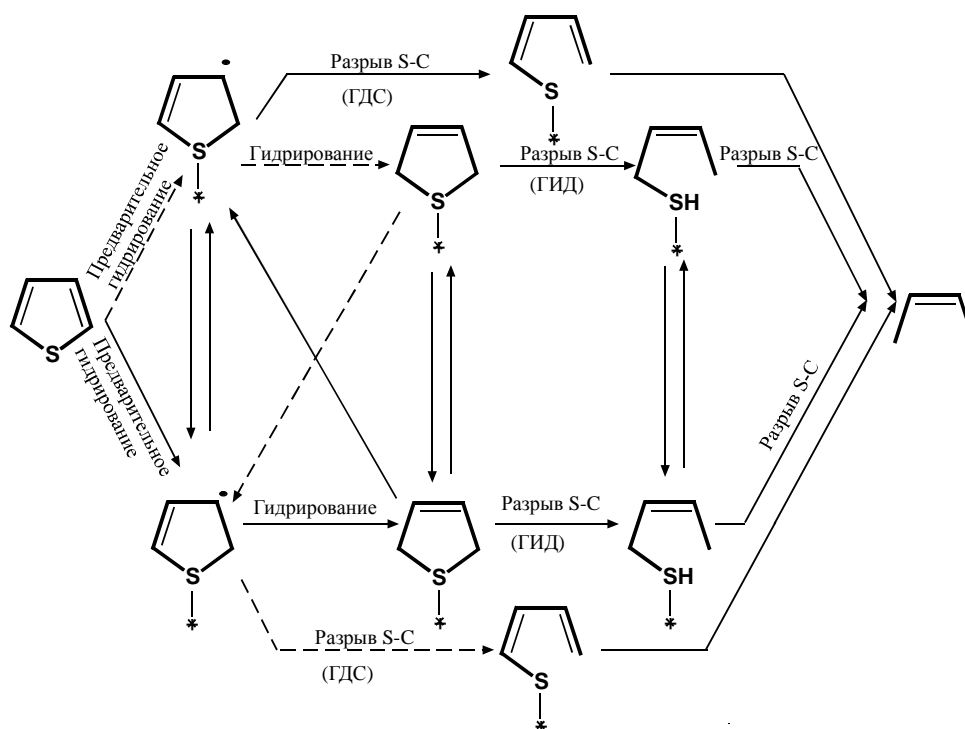 Разрыв S-C
(ГДС)
S
*
S
*
Предварительное
гидрирование
Гидрирование
S
*
Разрыв S-C
(ГИД)
SH
*
Разрыв S-C
S
Предварительное
гидрирование
Разрыв S-C
S
*
Гидрирование
S
*
Разрыв S-C
(ГИД)
SH
*
Разрыв S-C
(ГДС)
S
*